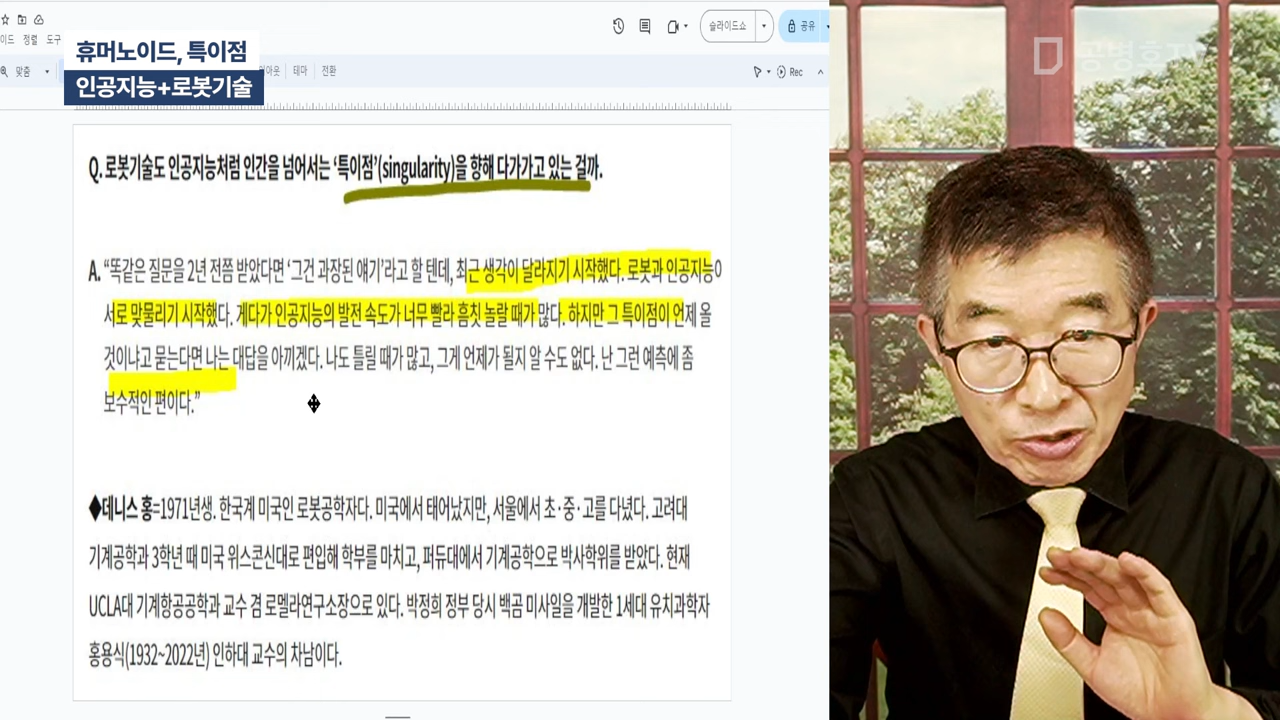 휴머노이드, 특이점
인공지능+로봇기술
이드 정렬 도구
슬라이드쇼
공유
맞춤
테마
전환
Rec
공병호TV
Q. 로봇기술도 인공지능처럼 인간을 넘어서는 ‘특이점’(singularity)을 향해 다가가고 있는 걸까.
A. “똑같은 질문을 2년 전쯤 받았다면 ‘그건 과장된 얘기’라고 할 텐데, 최근 생각이 달라지기 시작했다. 로봇과 인공지능이
서로 맞물리기 시작했다. 게다가 인공지능의 발전 속도가 너무 빨라 흠칫 놀랄 때가 많다. 하지만 그 특이점이 언제 올
것이냐고 묻는다면 나는 대답을 아끼겠다. 나도 틀릴 때가 많고, 그게 언제가 될지 알 수도 없다. 난 그런 예측에 좀
보수적인 편이다.”
◆데니스 홍=1971년생. 한국계 미국인 로봇공학자다. 미국에서 태어났지만, 서울에서 초·중·고를 다녔다. 고려대
기계공학과 3학년 때 미국 위스콘신대로 편입해 학부를 마치고, 퍼듀대에서 기계공학으로 박사학위를 받았다. 현재
UCLA대 기계항공공학과 교수 겸 로멜라연구소장으로 있다. 박정희 정부 당시 백곰 미사일을 개발한 1세대 유치과학자
홍용식(1932~2022년) 인하대 교수의 차남이다.